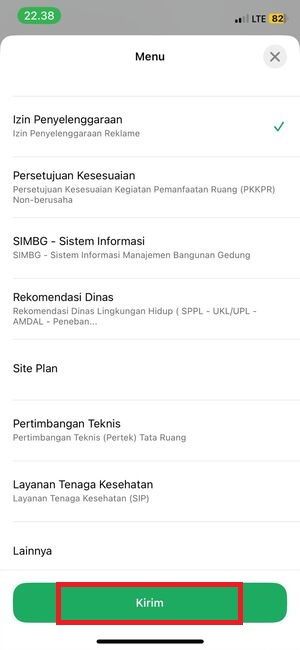 22.38
LTE 82
Menu
Izin Penyelenggaraan
Izin Penyelenggaraan Reklame
Persetujuan Kesesuaian
Persetujuan Kesesuaian Kegiatan Pemanfaatan Ruang (PKKPR)
Non-berusaha
SIMBG - Sistem Informasi
SIMBG - Sistem Informasi Manajemen Bangunan Gedung
Rekomendasi Dinas
Rekomendasi Dinas Lingkungan Hidup ( SPPL - UKL/UPL -
AMDAL - Peneban...
Site Plan
Pertimbangan Teknis
Pertimbangan Teknis (Pertek) Tata Ruang
Layanan Tenaga Kesehatan
Layanan Tenaga Kesehatan (SIP)
Lainnya
Kirim